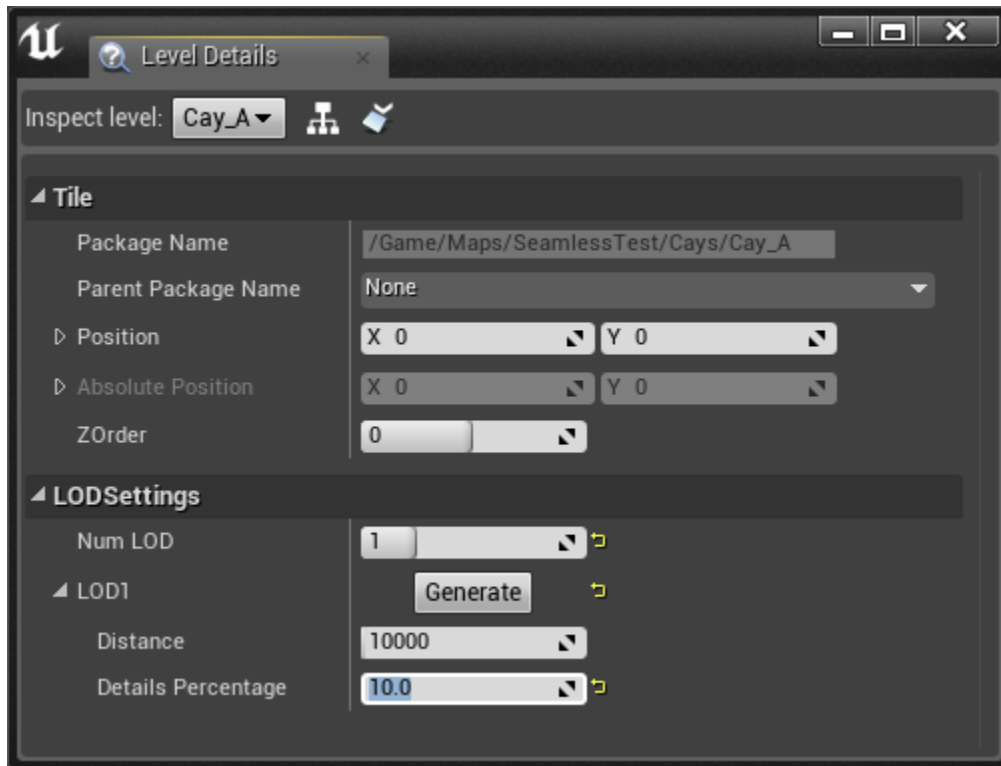 Level Details
Inspect level: Cay_A
Tile
Package Name /Game/Maps/SeamlessTest/Cays/Cay_A
Parent Package Name None
Position X 0 Y 0
Absolute Position X 0 Y 0
ZOrder 0
LODSettings
Num LOD 1
LOD1 Generate
Distance 10000
Details Percentage 10.0